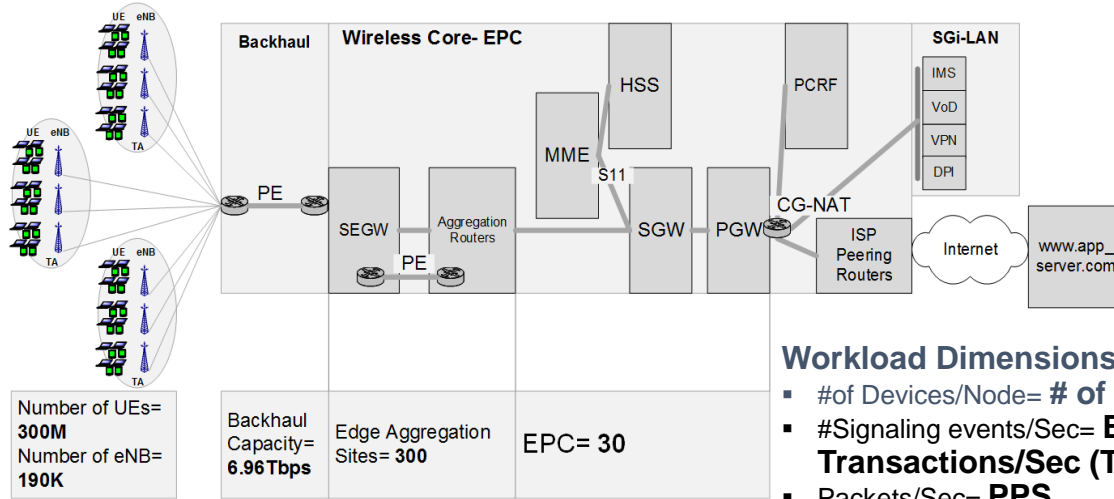 UE eNB
TA
UE eNB
TA
UE eNB
TA
Backhaul
Wireless Core- EPC
SGi-LAN
HSS
PCRF
IMS
VoD
VPN
DPI
MME
S11
PE
SEGW
Aggregation
Routers
PE
SGW
PGW
CG-NAT
ISP
Peering
Routers
Internet
www.app_
server.com
Number of UEs=
300M
Number of eNB=
190K
Backhaul
Capacity=
6.96Tbps
Edge Aggregation
Sites= 300
EPC= 30
Workload Dimensions
▪ #of Devices/Node= # of
▪ #Signaling events/Sec=
Transactions/Sec
▪ Packets/Sec= PPS